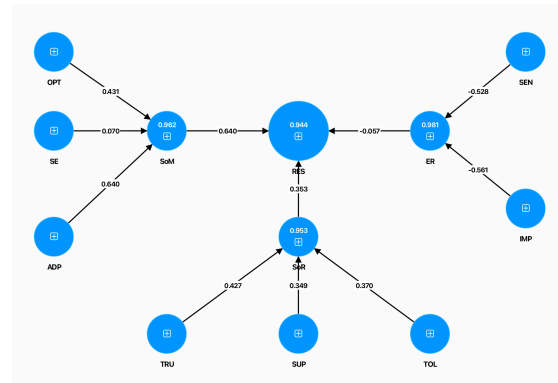 OPT
SEN
0.431
-0.528
0.962
0.944
0.981
SE
0.070
SoM
0.640
RES
-0.057
ER
0.640
0.353
-0.561
ADP
0.953
SoR
IMP
0.427
0.349
0.370
TRU
SUP
TOL